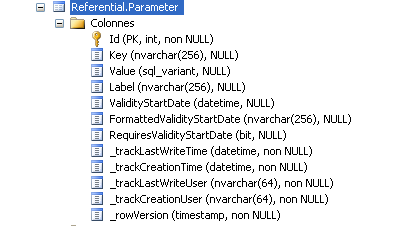 Referential.Parameter
Colonnes
Id (PK, int, non NULL)
Key (nvarchar(256), NULL)
Value (sql_variant, NULL)
Label (nvarchar(256), NULL)
ValidityStartDate (datetime, NULL)
FormattedValidityStartDate (nvarchar(256), NULL)
RequiresValidityStartDate (bit, NULL)
_trackLastWriteTime (datetime, non NULL)
_trackCreationTime (datetime, non NULL)
_trackLastWriteUser (nvarchar(64), non NULL)
_trackCreationUser (nvarchar(64), non NULL)
_rowVersion (timestamp, non NULL)